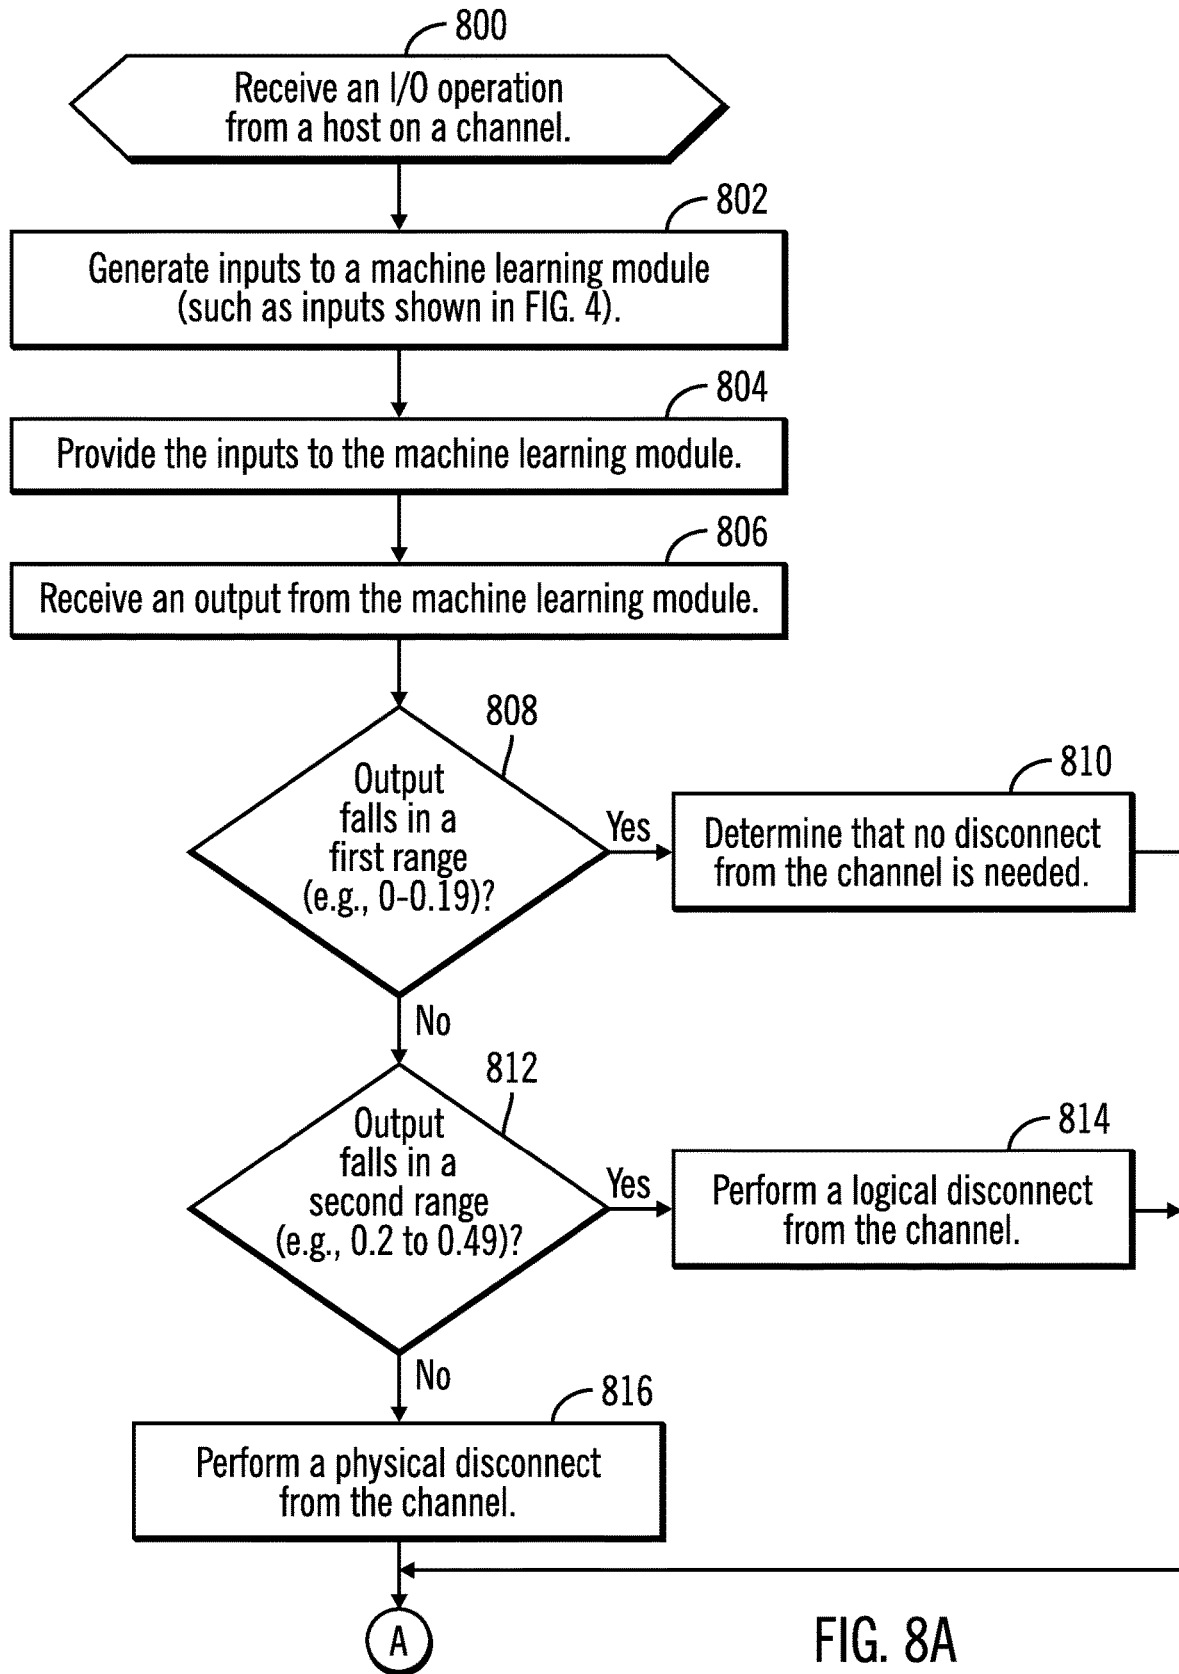 800
Receive an I/O operation
from a host on a channel.
802
Generate inputs to a machine learning module
(such as inputs shown in FIG. 4).
804
Provide the inputs to the machine learning module.
806
Receive an output from the machine learning module.
808
Output
falls in a
first range
(e.g., 0-0.19)?
Yes
810
Determine that no disconnect
from the channel is needed.
No
812
Output
falls in a
second range
(e.g., 0.2 to 0.49)?
Yes
814
Perform a logical disconnect
from the channel.
No
816
Perform a physical disconnect
from the channel.
A
FIG. 8A